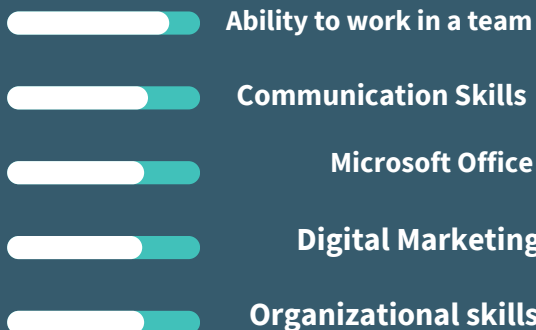 Ability to work in a team
Communication Skills
Microsoft Office
Digital Marketing
Organizational skills